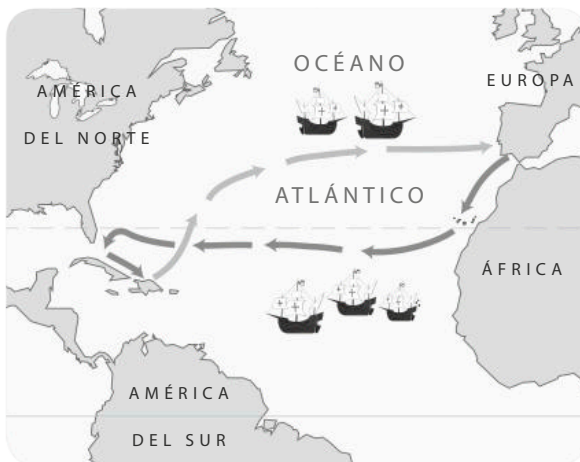 OCÉANO
EUROPA
AMÉRICA
DEL NORTE
ATLÁNTICO
ÁFRICA
AMÉRICA
DEL SUR